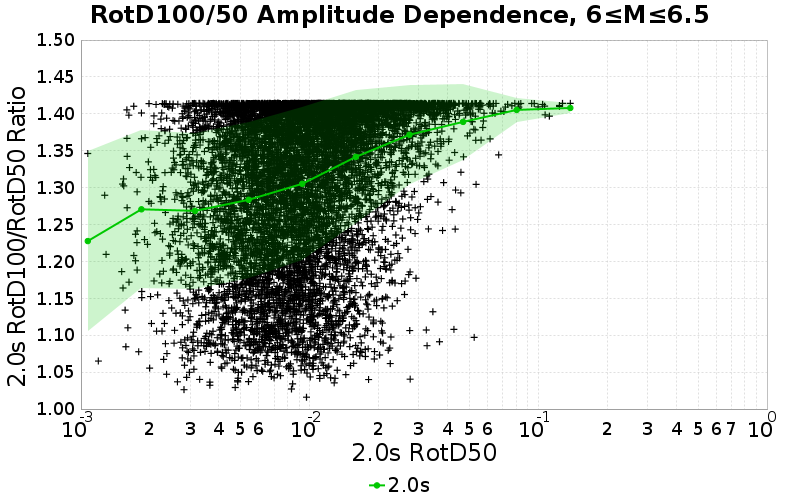 RotD100/50 Amplitude Dependence, 6≤M≤6.5
2.0s RotD100/RotD50 Ratio
1.50
1.45
1.40
1.35
1.30
1.25
1.20
1.15
1.10
1.05
1.00
10-3 2 3 4 5 6 10-2 2 3 4 5 6 10-1 2 3 4 5 6 7 100
2.0s RotD50
2.0s